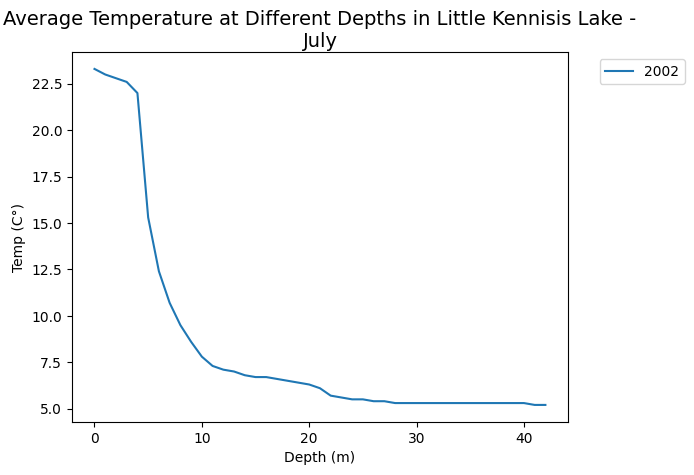 Average Temperature at Different Depths in Little Kennisis Lake -
July
2002
22.5
20.0
17.5
15.0
12.5
10.0
7.5
5.0
Temp (C°)
0 10 20 30 40
Depth (m)